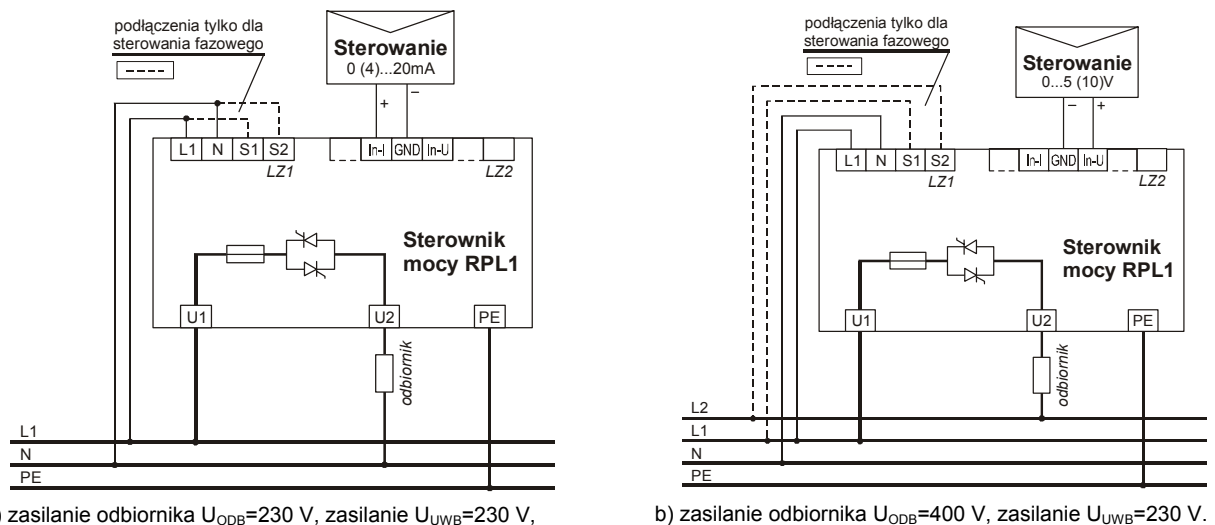 podłączenia tylko dla
sterowania fazowego
Sterowanie
0 (4)...20mA
+
–
L1 N S1 S2
LZ1
In-I GND In-U
LZ2
Sterownik
mocy RPL1
U1
U2
PE
odbiornik
L1
N
PE
) zasilanie odbiornika UODB=230 V, zasilanie UUWB=230 V,
podłączenia tylko dla
sterowania fazowego
Sterowanie
0...5 (10)V
–
+
L1 N S1 S2
LZ1
In-I GND In-U
LZ2
Sterownik
mocy RPL1
U1
U2
PE
odbiornik
L2
L1
N
PE
b) zasilanie odbiornika UODB=400 V, zasilanie UUWB=230 V.